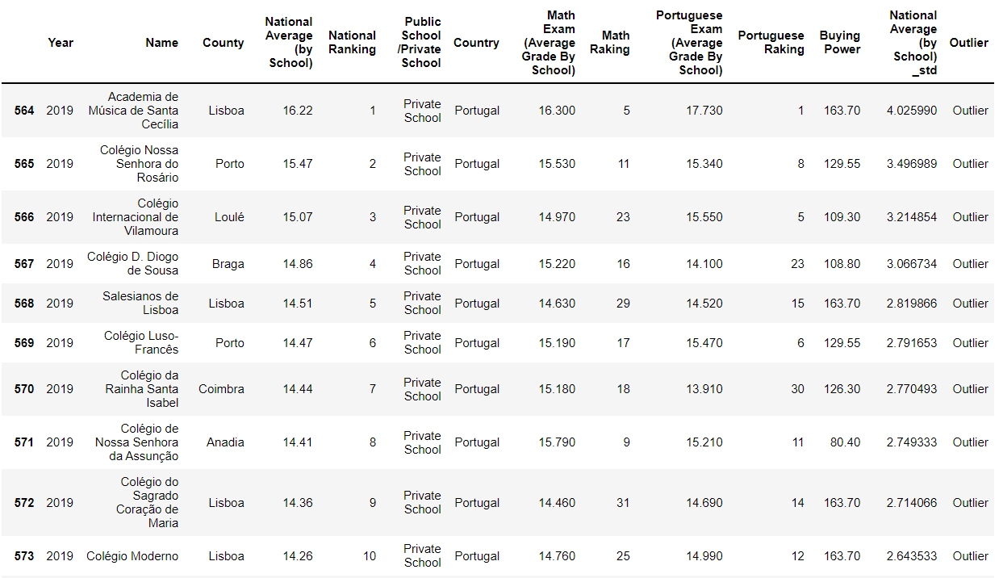 Year Name County National Average (by School) National Ranking Public School /Private School Country Math Exam (Average Grade By School) Math Raking Portuguese Exam (Average Grade By School) Portuguese Raking Buying Power National Average (by School) _std Outlier
564 2019 Academia de Música de Santa Cecília Lisboa 16.22 1 Private School Portugal 16.300 5 17.730 1 163.70 4.025990 Outlier
565 2019 Colégio Nossa Senhora do Rosário Porto 15.47 2 Private School Portugal 15.530 11 15.340 8 129.55 3.496989 Outlier
566 2019 Colégio Internacional de Vilamoura Loulé 15.07 3 Private School Portugal 14.970 23 15.550 5 109.30 3.214854 Outlier
567 2019 Colégio D. Diogo de Sousa Braga 14.86 4 Private School Portugal 15.220 16 14.100 23 108.80 3.066734 Outlier
568 2019 Salesianos de Lisboa Lisboa 14.51 5 Private School Portugal 14.630 29 14.520 15 163.70 2.819866 Outlier
569 2019 Colégio Luso-Francês Porto 14.47 6 Private School Portugal 15.190 17 15.470 6 129.55 2.791653 Outlier
570 2019 Colégio da Rainha Santa Isabel Coimbra 14.44 7 Private School Portugal 15.180 18 13.910 30 126.30 2.770493 Outlier
571 2019 Colégio de Nossa Senhora da Assunção Anadia 14.41 8 Private School Portugal 15.790 9 15.210 11 80.40 2.749333 Outlier
572 2019 Colégio do Sagrado Coração de Maria Lisboa 14.36 9 Private School Portugal 14.460 31 14.690 14 163.70 2.714066 Outlier
573 2019 Colégio Moderno Lisboa 14.26 10 Private School Portugal 14.760 25 14.990 12 163.70 2.643533 Outlier